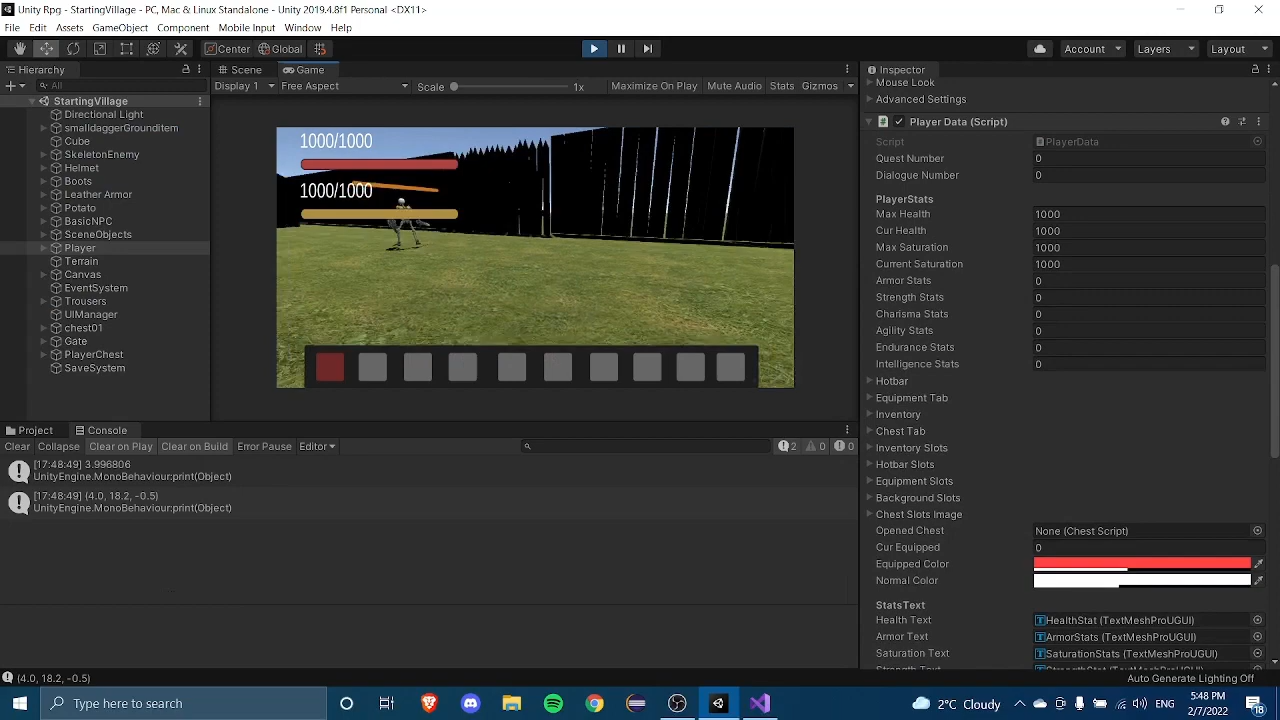 Unity Rpg - StartingVillage - PC, Mac & Linux Standalone - Unity 2019.4.8f1 Personal <DX11>
File Edit Assets GameObject Component Mobile Input Window Help
Center Global Account Layers Layout
Hierarchy Scene Game Inspector
All Display 1 Free Aspect Scale 1x Maximize On Play Mute Audio Stats Gizmos
StartingVillage
Directional Light
smalldaggerGroundItem
Cube
SkeletonEnemy
Helmet
Boots
Leather Armor
Potato
BasicNPC
SceneObjects
Player
Terrain
Canvas
EventSystem
Trousers
UIManager
chest01
Gate
PlayerChest
SaveSystem
1000/1000
1000/1000
Mouse Look
Advanced Settings
Player Data (Script)
Script PlayerData
Quest Number 0
Dialogue Number 0
PlayerStats
Max Health 1000
Cur Health 1000
Max Saturation 1000
Current Saturation 1000
Armor Stats 0
Strength Stats 0
Charisma Stats 0
Agility Stats 0
Endurance Stats 0
Intelligence Stats 0
Hotbar
Equipment Tab
Inventory
Chest Tab
Inventory Slots
Hotbar Slots
Equipment Slots
Background Slots
Chest Slots Image
Opened Chest None (Chest Script)
Cur Equipped 0
Equipped Color
Normal Color
StatsText
Health Text HealthStat (TextMeshProUGUI)
Armor Text ArmorStats (TextMeshProUGUI)
Saturation Text SaturationStats (TextMeshProUGUI)
Project Console
Clear Collapse Clear on Play Clear on Build Error Pause Editor 2 0 0
[17:48:49] 3.996806
UnityEngine.MonoBehaviour:print(Object)
[17:48:49] (4.0, 18.2, -0.5)
UnityEngine.MonoBehaviour:print(Object)
(4.0, 18.2, -0.5)
Auto Generate Lighting Off
Type here to search
2°C Cloudy
ENG
5:48 PM
2/7/2022
18